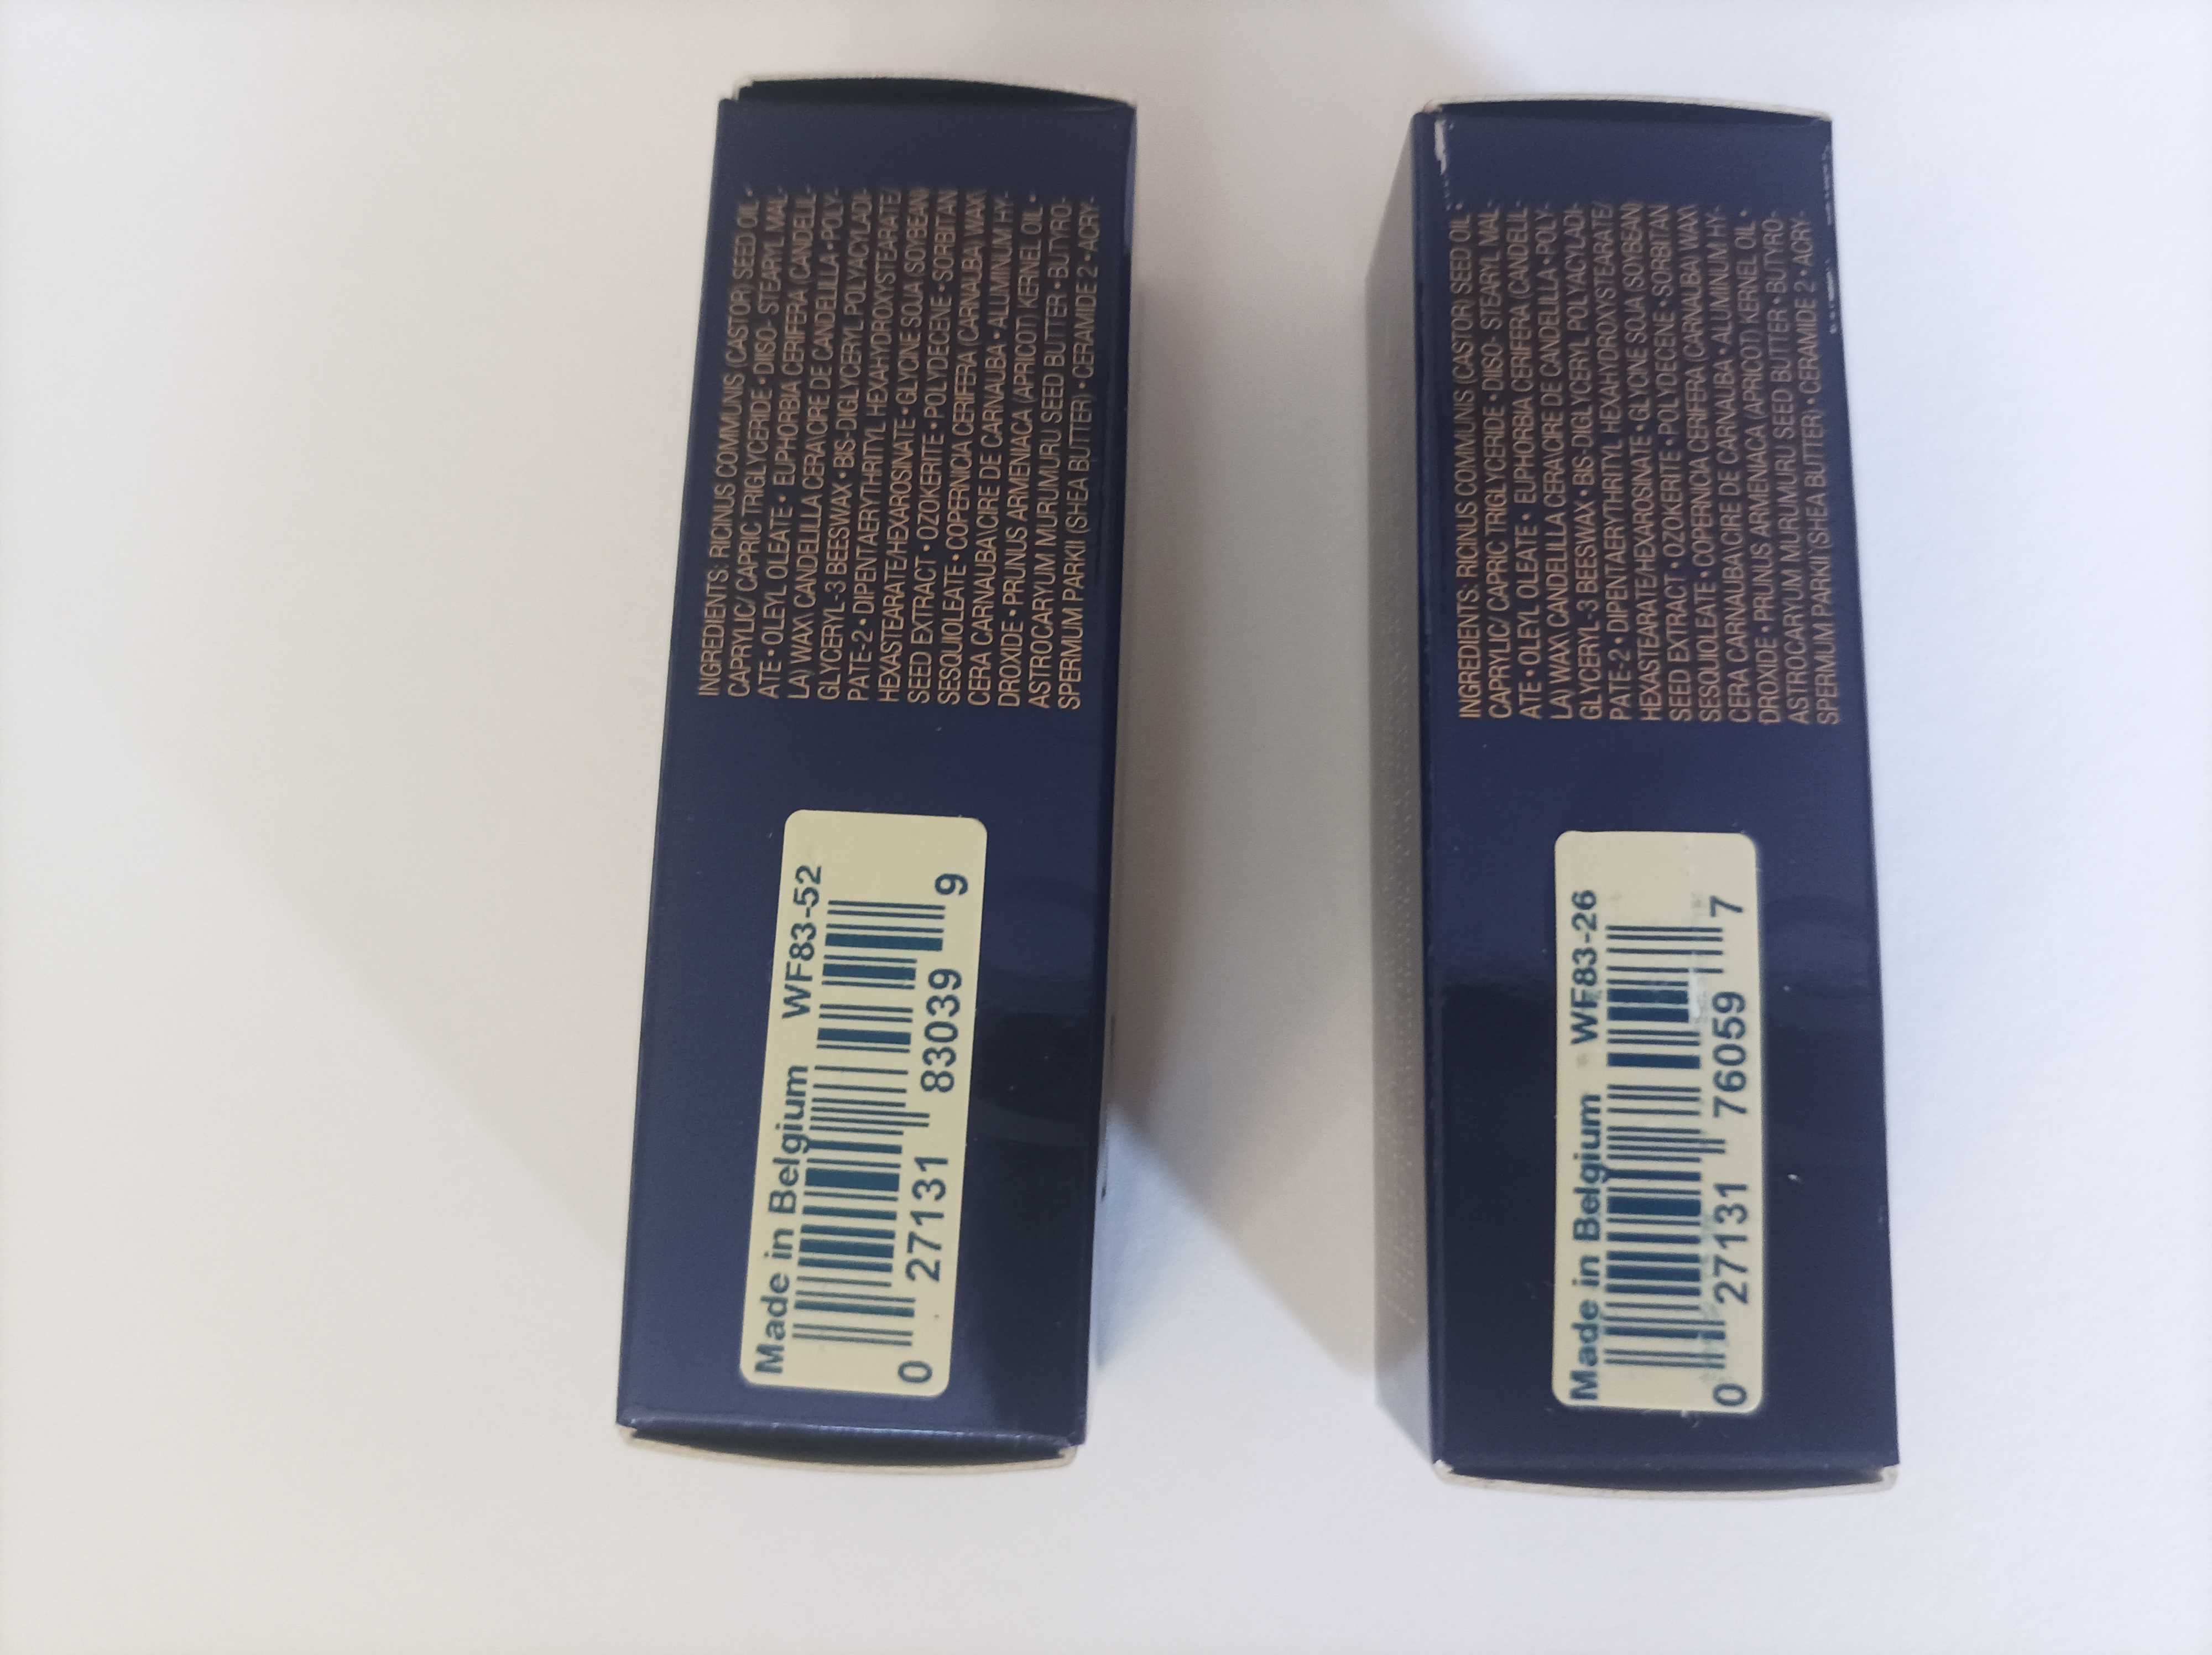 INGREDIENTS: RICINUS COMMUNIS (CASTOR) SEED OIL •
CAPRYLIC/ CAPRIC TRIGLYCERIDE • DIISO- STEARYL MAL-
ATE • OLEYL OLEATE • EUPHORBIA CERIFERA (CANDELIL-
LA) WAX\ CANDELILLA CERA\CIRE DE CANDELILLA • POLY-
GLYCERYL-3 BEESWAX • BIS-DIGLYCERYL POLYACYLADI-
PATE-2 • DIPENTAERYTHRITYL HEXAHYDROXYSTEARATE/
HEXASTEARATE/HEXAROSINATE • GLYCINE SOJA (SOYBEAN)
SEED EXTRACT • OZOKERITE • POLYDECENE • SORBITAN
SESQUIOLEATE • COPERNICIA CERIFERA (CARNAUBA WAX)\
CERA CARNAUBA\CIRE DE CARNAUBA • ALUMINUM HY-
DROXIDE • PRUNUS ARMENIACA (APRICOT) KERNEL OIL •
ASTROCARYUM MURUMURU SEED BUTTER • BUTYRO-
SPERMUM PARKII (SHEA BUTTER) • CERAMIDE 2 • ACRY-
Made in Belgium WF83-52
0 27131 83039 9
INGREDIENTS: RICINUS COMMUNIS (CASTOR) SEED OIL •
CAPRYLIC/ CAPRIC TRIGLYCERIDE • DIISO- STEARYL MAL-
ATE • OLEYL OLEATE • EUPHORBIA CERIFERA (CANDELIL-
LA) WAX\ CANDELILLA CERA\CIRE DE CANDELILLA • POLY-
GLYCERYL-3 BEESWAX • BIS-DIGLYCERYL POLYACYLADI-
PATE-2 • DIPENTAERYTHRITYL HEXAHYDROXYSTEARATE/
HEXASTEARATE/HEXAROSINATE • GLYCINE SOJA (SOYBEAN)
SEED EXTRACT • OZOKERITE • POLYDECENE • SORBITAN
SESQUIOLEATE • COPERNICIA CERIFERA (CARNAUBA WAX)\
CERA CARNAUBA\CIRE DE CARNAUBA • ALUMINUM HY-
DROXIDE • PRUNUS ARMENIACA (APRICOT) KERNEL OIL •
ASTROCARYUM MURUMURU SEED BUTTER • BUTYRO-
SPERMUM PARKII (SHEA BUTTER) • CERAMIDE 2 • ACRY-
Made in Belgium WF83-26
0 27131 76059 7